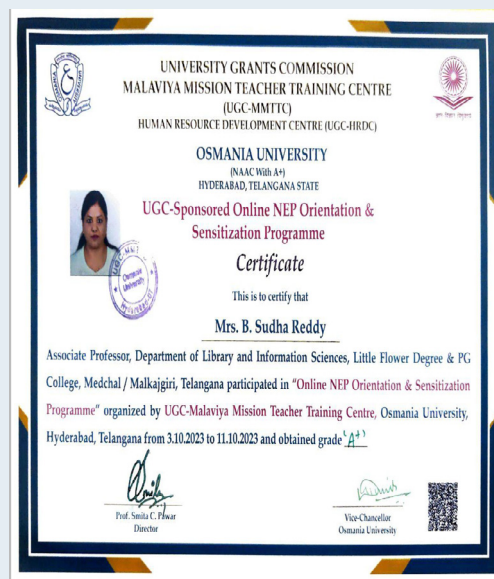 UNIVERSITY GRANTS COMMISSION
MALAVIYA MISSION TEACHER TRAINING CENTRE
(UGC-MMTTC)
HUMAN RESOURCE DEVELOPMENT CENTRE (UGC-HRDC)
OSMANIA UNIVERSITY
(NAAC With A+)
HYDERABAD, TELANGANA STATE
UGC-Sponsored Online NEP Orientation &
Sensitization Programme
Certificate
UGC-MMT
Osmania
University
This is to certify that
Mrs. B. Sudha Reddy
Associate Professor, Department of Library and Information Sciences, Little Flower Degree & PG
College, Medchal / Malkajgiri, Telangana participated in "Online NEP Orientation & Sensitization
Programme" organized by UGC-Malaviya Mission Teacher Training Centre, Osmania University,
Hyderabad, Telangana from 3.10.2023 to 11.10.2023 and obtained grade 'A+'
Prof. Smita C. Pawar
Director
Vice-Chancellor
Osmania University